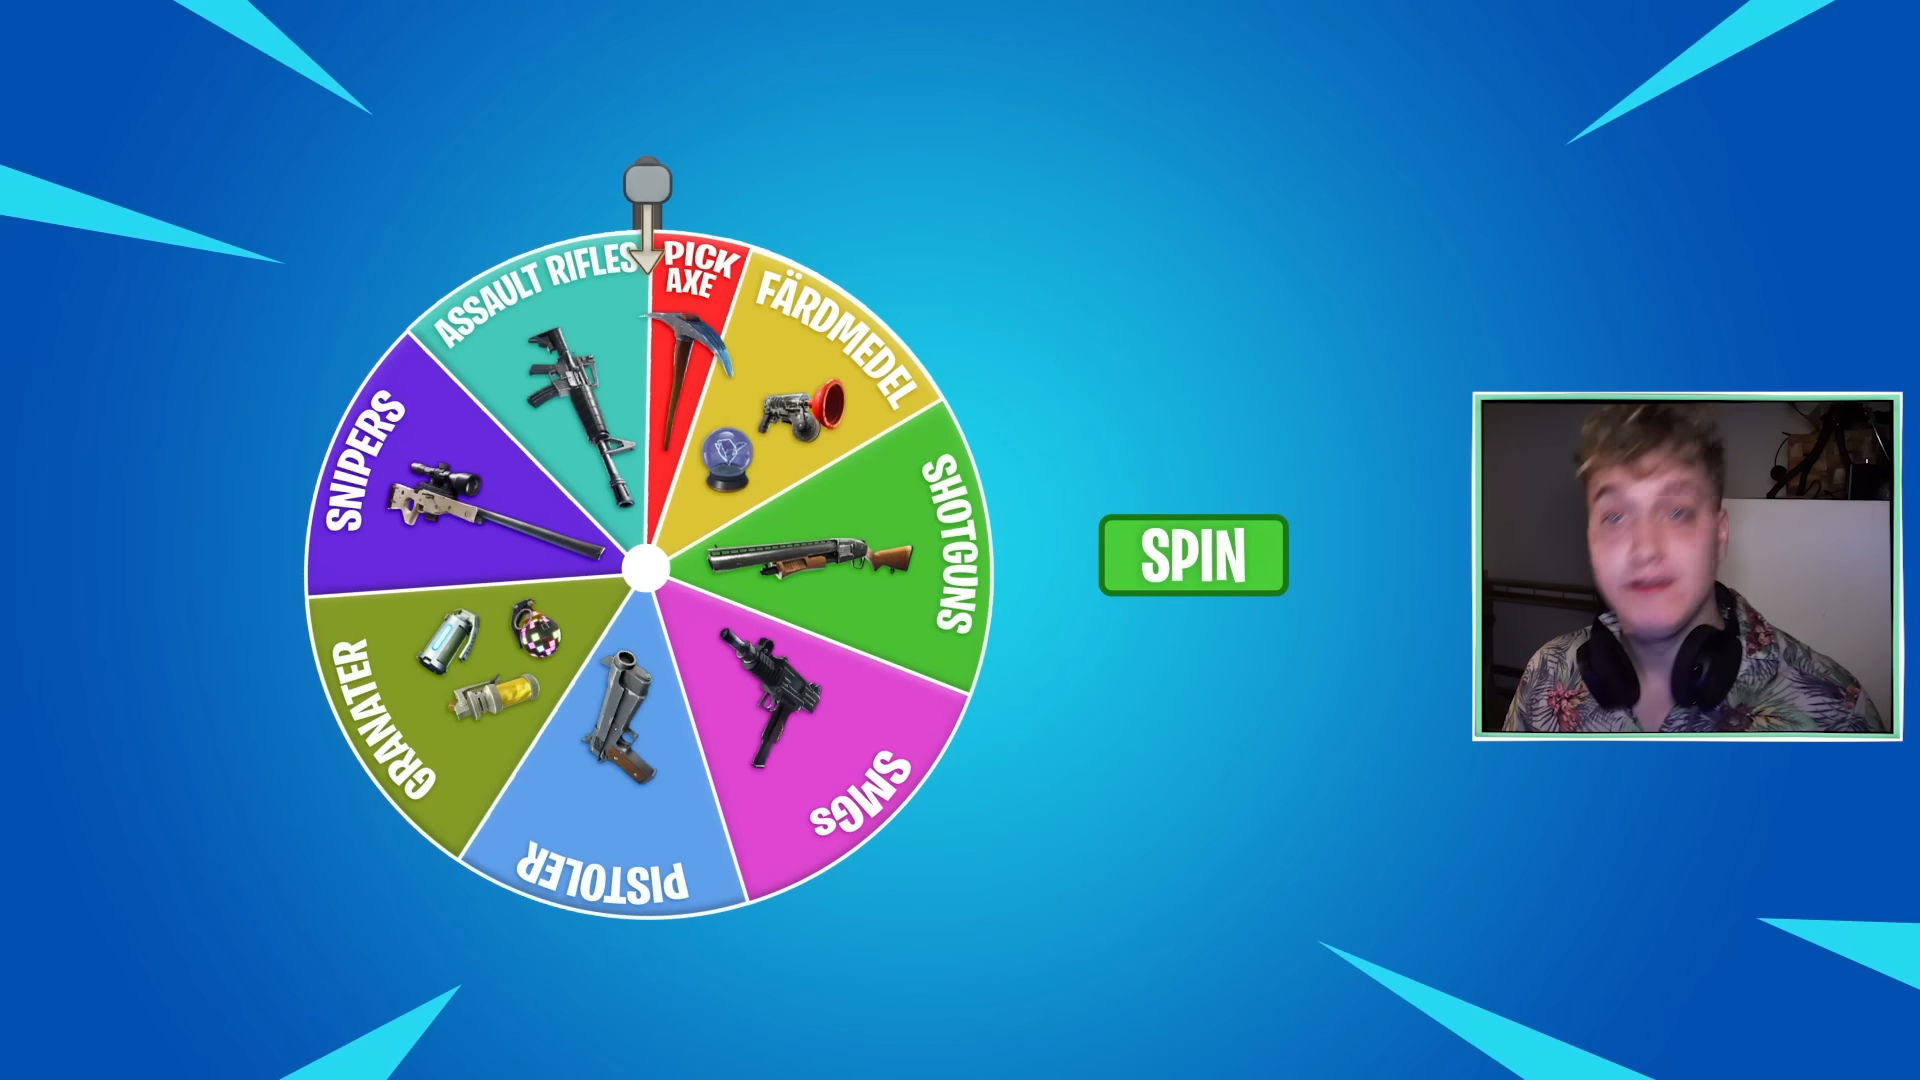 ASSAULT RIFLES
PICK
AXE
FÄRDMEDEL
SHOTGUNS
SMGs
PISTOLER
GRANATER
SNIPERS
SPIN